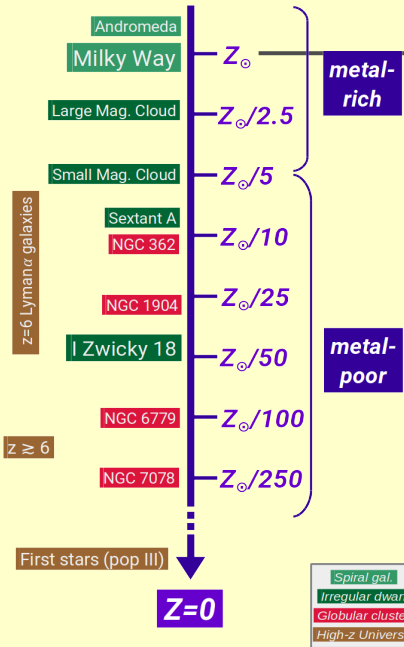 Andromeda
Milky Way
Z☉
metal-
rich
Large Mag. Cloud
Z☉/2.5
Small Mag. Cloud
Z☉/5
z=6 Lymanα galaxies
Sextant A
NGC 362
Z☉/10
NGC 1904
Z☉/25
I Zwicky 18
Z☉/50
metal-
poor
NGC 6779
Z☉/100
z ≳ 6
NGC 7078
Z☉/250
First stars (pop III)
Z=0
Spiral gal.
Irregular dwar
Globular cluste
High-z Univers